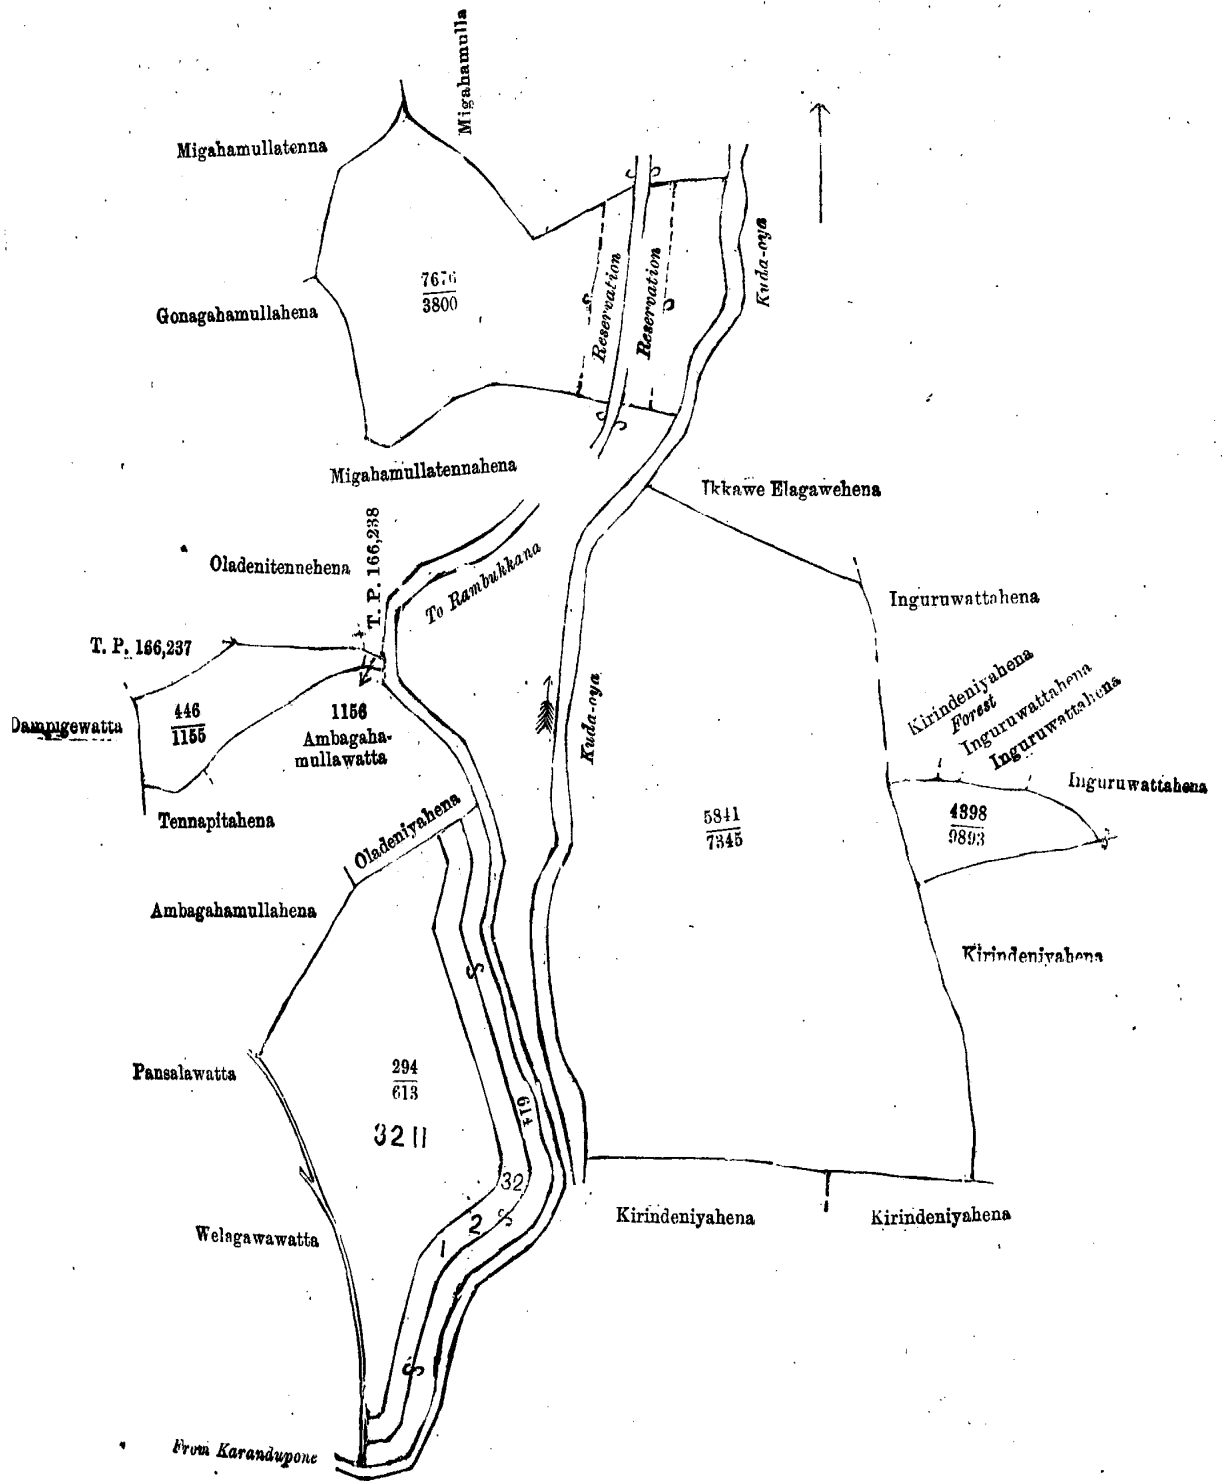 Migahamulla
Migahamullatenna
Kuda-oya
Reservation
Reservation
7676
3800
Gonagahamullahena
Migahamullatennahena
Ikkawe Elagawehena
T. P. 166,238
Oladenitennehena
To Rambukkana
Inguruwattahena
T. P. 166,237
Kirindeniyahena
Forest
Inguruwattahena
Inguruwattahena
446
1155
Dampigewatta
1156
Ambagaha-
mullawatta
Kuda-oya
Inguruwattahena
Tennapitahena
5841
7345
4398
9893
Oladeniyahena
Ambagahamullahena
S
Kirindeniyahena
Pansalawatta
294
613
614
3211
32
2
1
S
Kirindeniyahena
Kirindeniyahena
Welagawawatta
S
From Karandupone